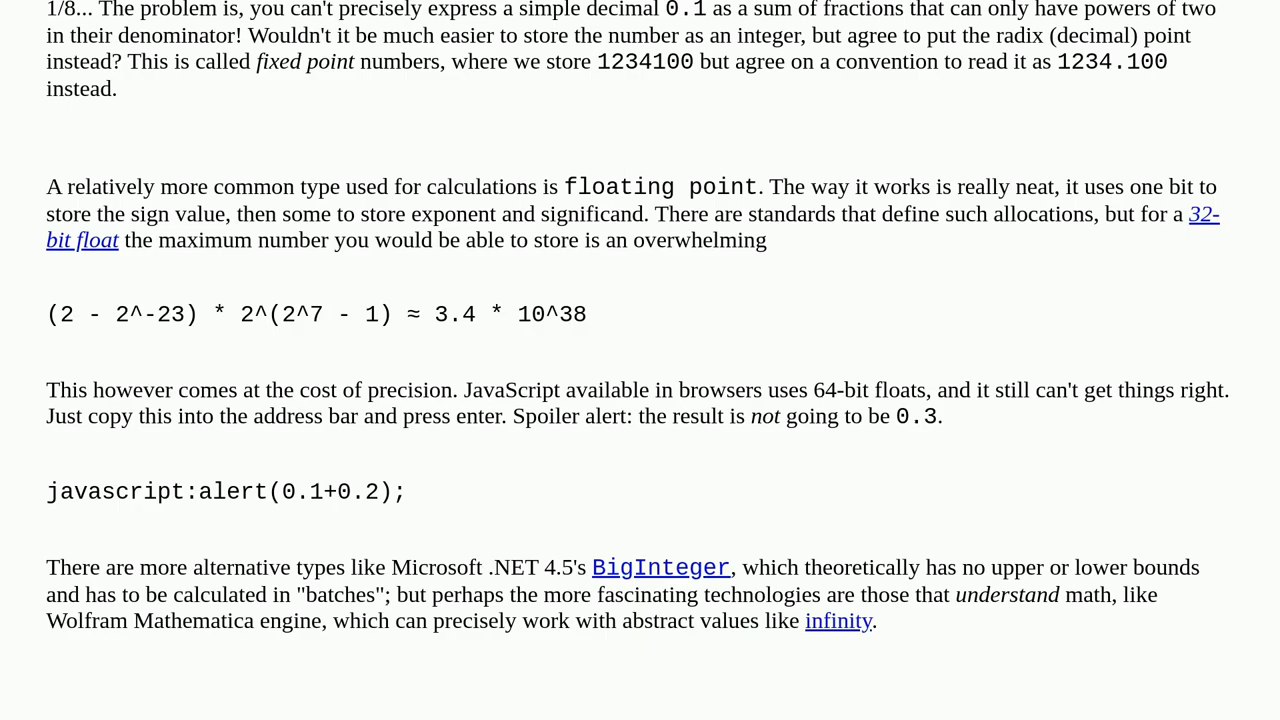 1/8... The problem is, you can't precisely express a simple decimal 0.1 as a sum of fractions that can only have powers of two
in their denominator! Wouldn't it be much easier to store the number as an integer, but agree to put the radix (decimal) point
instead? This is called fixed point numbers, where we store 1234100 but agree on a convention to read it as 1234.100
instead.
A relatively more common type used for calculations is floating point. The way it works is really neat, it uses one bit to
store the sign value, then some to store exponent and significand. There are standards that define such allocations, but for a 32-
bit float the maximum number you would be able to store is an overwhelming
(2 - 2^-23) * 2^(2^7 - 1) ≈ 3.4 * 10^38
This however comes at the cost of precision. JavaScript available in browsers uses 64-bit floats, and it still can't get things right.
Just copy this into the address bar and press enter. Spoiler alert: the result is not going to be 0.3.
javascript:alert(0.1+0.2);
There are more alternative types like Microsoft .NET 4.5's BigInteger, which theoretically has no upper or lower bounds
and has to be calculated in "batches"; but perhaps the more fascinating technologies are those that understand math, like
Wolfram Mathematica engine, which can precisely work with abstract values like infinity.